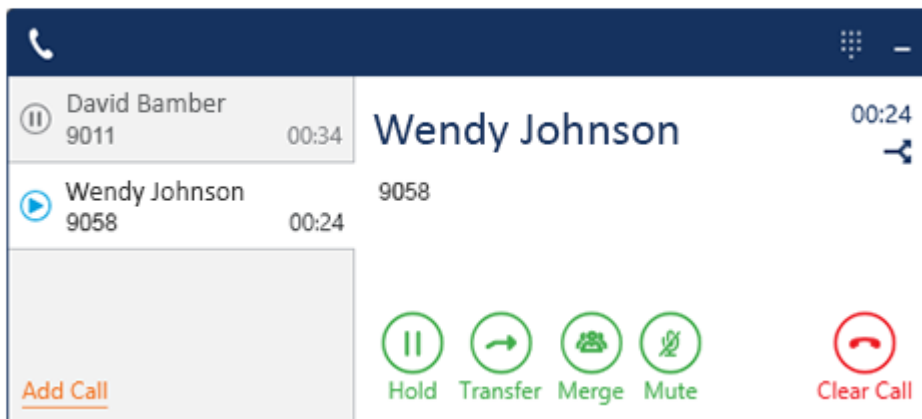 David Bamber
9011 00:34
Wendy Johnson
9058 00:24
Add Call
Wendy Johnson
00:24
9058
Hold Transfer Merge Mute Clear Call